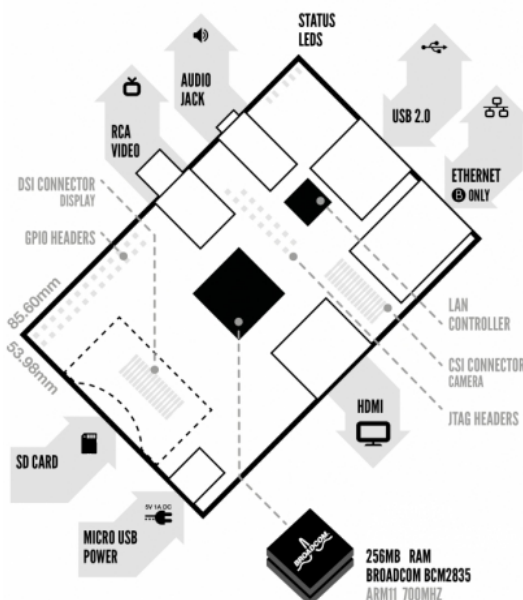 STATUS
LEDS
AUDIO
JACK
USB 2.0
RCA
VIDEO
ETHERNET
B ONLY
DSI CONNECTOR
DISPLAY
GPIO HEADERS
85.60mm
53.98mm
LAN
CONTROLLER
CSI CONNECTOR
CAMERA
JTAG HEADERS
HDMI
SD CARD
5V 1A DC
MICRO USB
POWER
BROADCOM
256MB RAM
BROADCOM BCM2835
ARM11 700MHZ